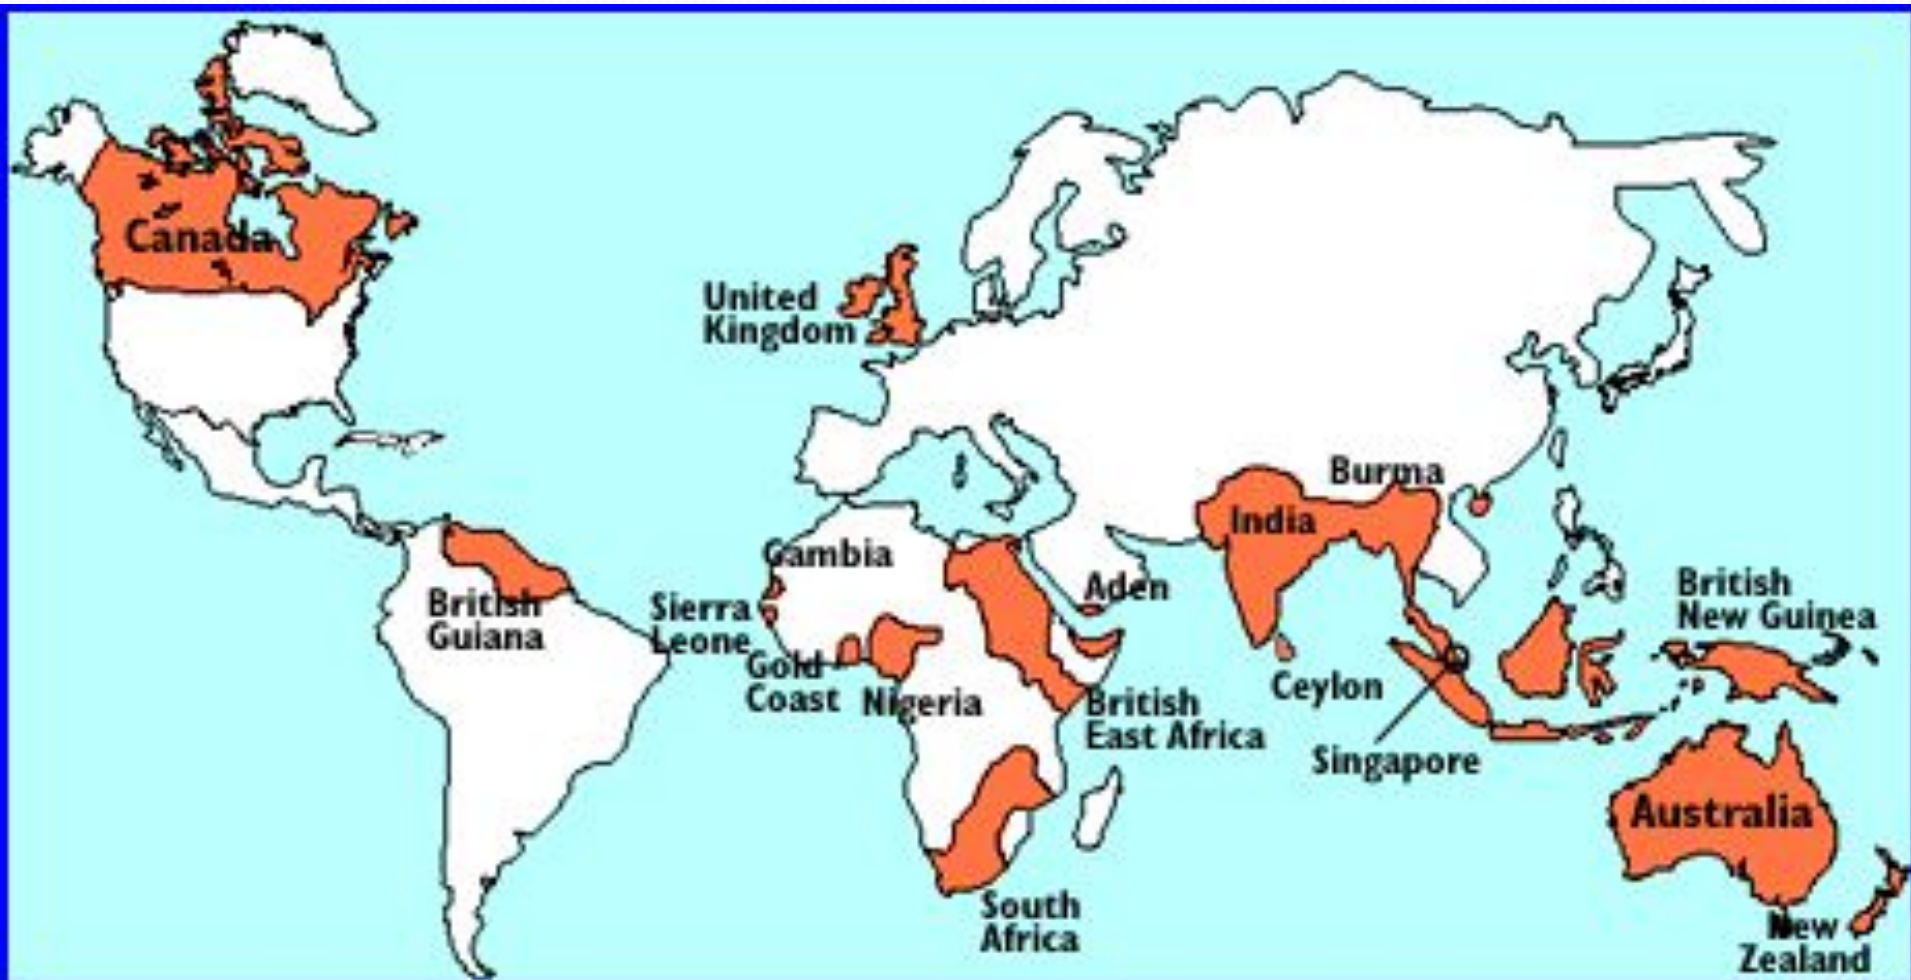 Canada
United
Kingdom
Burma
India
Gambia
Aden
British
New Guinea
British
Guiana
Sierra
Leone
Gold
Coast
Nigeria
Ceylon
British
East Africa
Singapore
Australia
South
Africa
New
Zealand